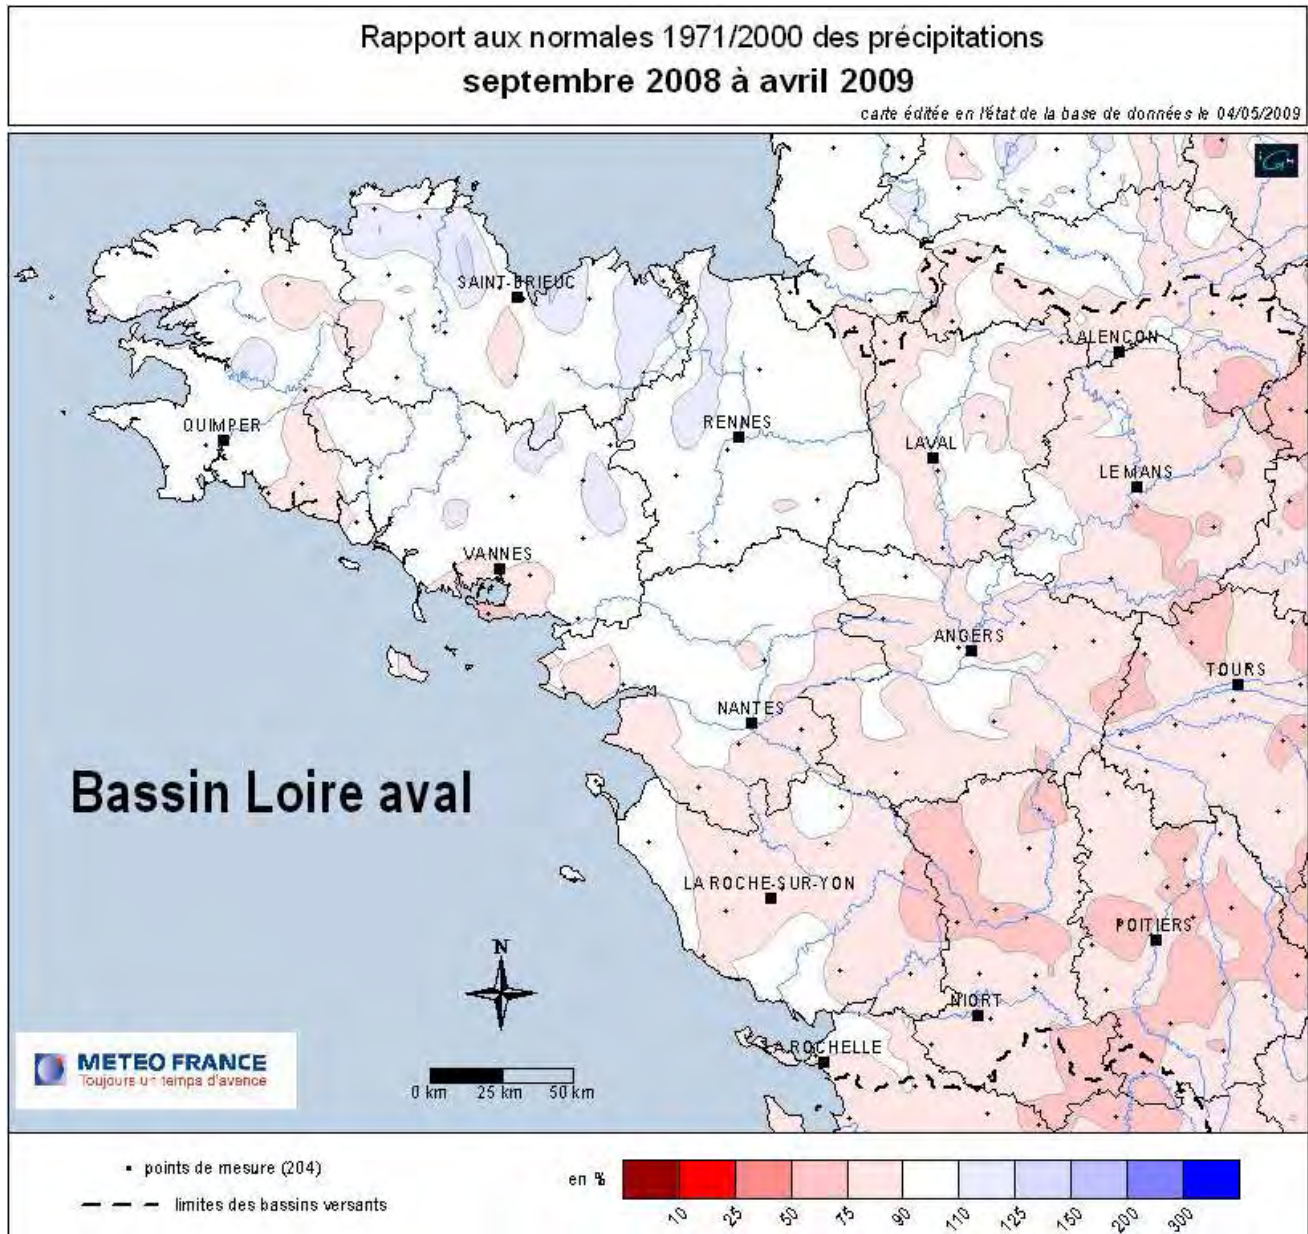 Rapport aux normales 1971/2000 des précipitations
septembre 2008 à avril 2009
carte éditée en l'état de la base de données le 04/05/2009
SAINT-BRIEUC
ALENCON
QUIMPER
RENNES
LAVAL
LE MANS
VANNES
ANGERS
TOURS
NANTES
Bassin Loire aval
LA ROCHE-SUR-YON
POITIERS
N
NIORT
LA ROCHELLE
METEO FRANCE
Toujours un temps d'avance
0 km 25 km 50 km
points de mesure (204)
en %
limites des bassins versants
10 25 50 75 90 110 125 150 200 300